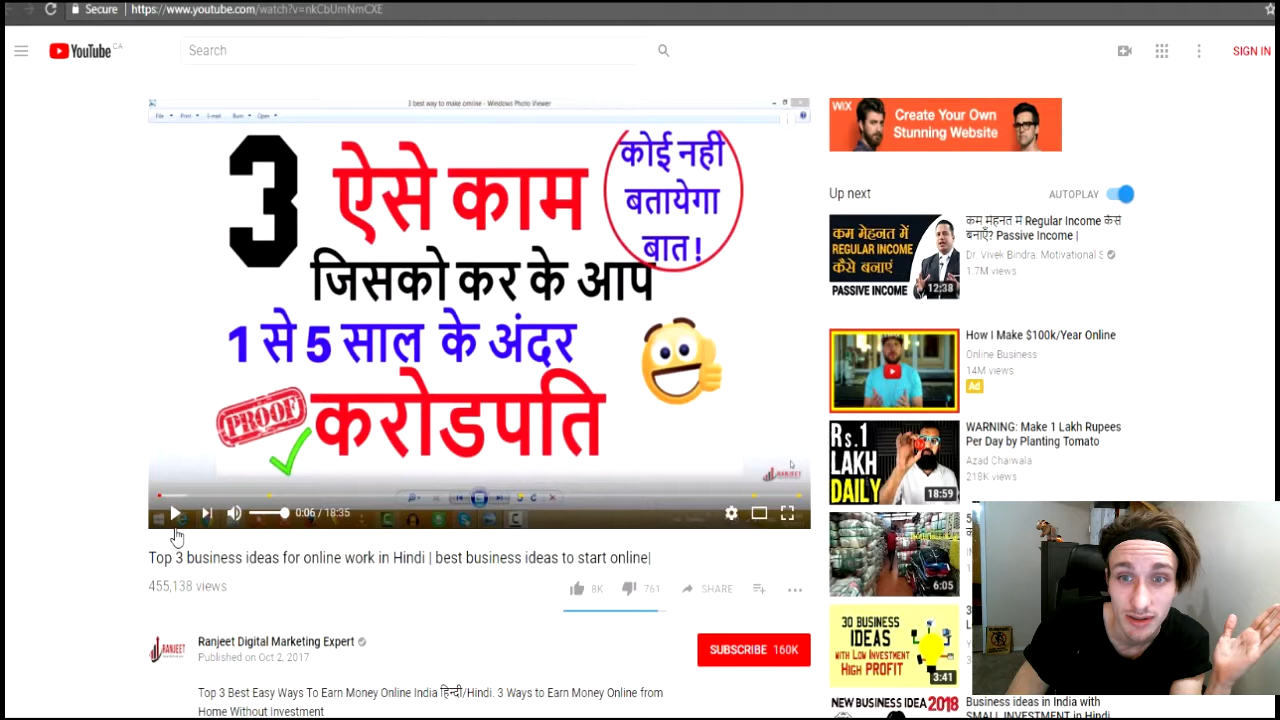 Secure https://www.youtube.com/watch?v=nkCbUmNmCXE
YouTube CA
Search
SIGN IN
3 best way to make omline - Windows Photo Viewer
File Print E-mail Burn Open
3 ऐसे काम
कोई नही
बतायेगा
बात !
जिसको कर के आप
1 से 5 साल के अंदर
PROOF
करोडपति
RANJEET
0:06 / 18:35
Top 3 business ideas for online work in Hindi | best business ideas to start online|
455,138 views
8K 761 SHARE
RANJEET
Ranjeet Digital Marketing Expert
Published on Oct 2, 2017
SUBSCRIBE 160K
Top 3 Best Easy Ways To Earn Money Online India हिन्दी/Hindi. 3 Ways to Earn Money Online from
Home Without Investment
WiX
Create Your Own
Stunning Website
Up next
AUTOPLAY
कम मेहनत में
REGULAR INCOME
कैसे बनाएं
PASSIVE INCOME
12:38
कम मेहनत में Regular Income कैसे
बनाएँ? Passive Income |
Dr. Vivek Bindra: Motivational S
1.7M views
How I Make $100k/Year Online
Online Business
14M views
Ad
Rs.1
LAKH
DAILY
18:59
WARNING: Make 1 Lakh Rupees
Per Day by Planting Tomato
Azad Chaiwala
218K views
6:05
30 BUSINESS
IDEAS
WITH LOW INVESTMENT
HIGH PROFIT
3:41
NEW BUSINESS IDEA 2018
Business ideas in India with
SMALL INVESTMENT in Hindi